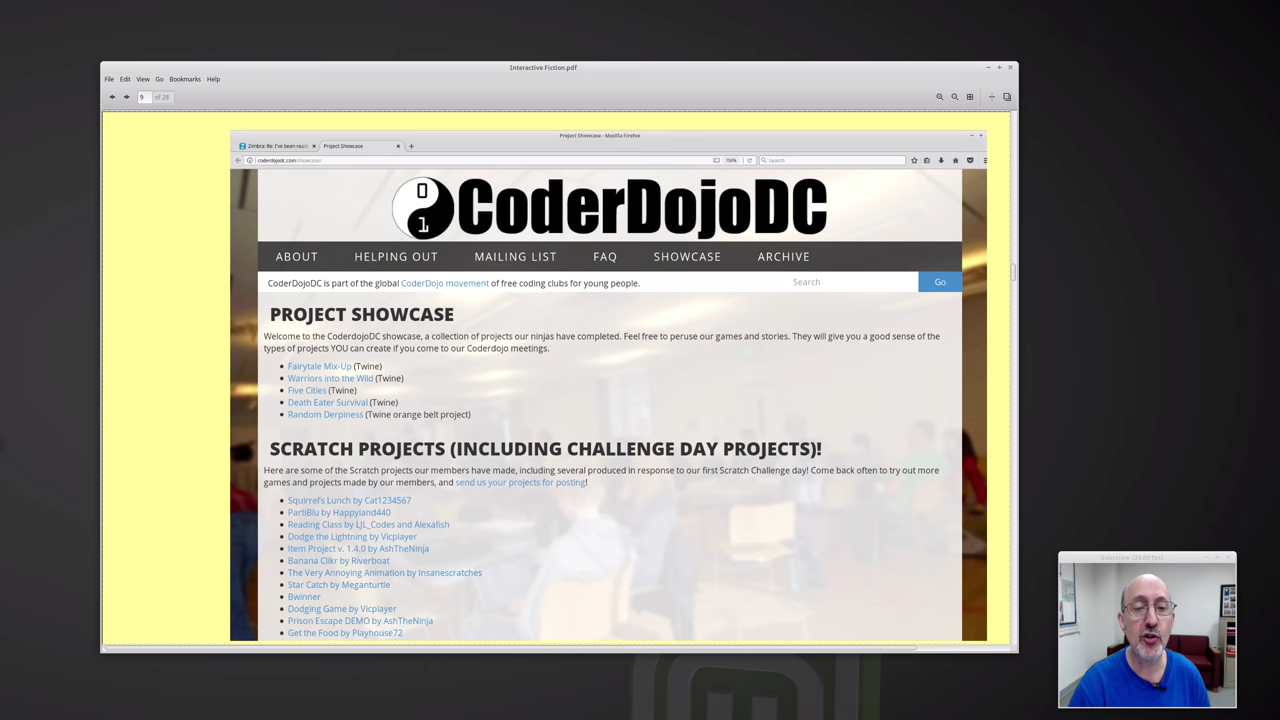 Interactive Fiction.pdf
File Edit View Go Bookmarks Help
9 of 28
Project Showcase - Mozilla Firefox
Project Showcase
coderdojodc.com/showcase/
150% Search
0 1 CoderDojoDC
ABOUT HELPING OUT MAILING LIST FAQ SHOWCASE ARCHIVE
CoderDojoDC is part of the global CoderDojo movement of free coding clubs for young people. Search Go
PROJECT SHOWCASE
Welcome to the CoderdojoDC showcase, a collection of projects our ninjas have completed. Feel free to peruse our games and stories. They will give you a good sense of the
types of projects YOU can create if you come to our Coderdojo meetings.
Fairytale Mix-Up (Twine)
Warriors into the Wild (Twine)
Five Cities (Twine)
Death Eater Survival (Twine)
Random Derpiness (Twine orange belt project)
SCRATCH PROJECTS (INCLUDING CHALLENGE DAY PROJECTS)!
Here are some of the Scratch projects our members have made, including several produced in response to our first Scratch Challenge day! Come back often to try out more
games and projects made by our members, and send us your projects for posting!
Squirrel's Lunch by Cat1234567
PartiBlu by Happyland440
Reading Class by LJL_Codes and Alexafish
Dodge the Lightning by Vicplayer
Item Project v. 1.4.0 by AshTheNinja
Banana Clikr by Riverboat
The Very Annoying Animation by Insanescratches
Star Catch by Meganturtle
Bwinner
Dodging Game by Vicplayer
Prison Escape DEMO by AshTheNinja
Get the Food by Playhouse72